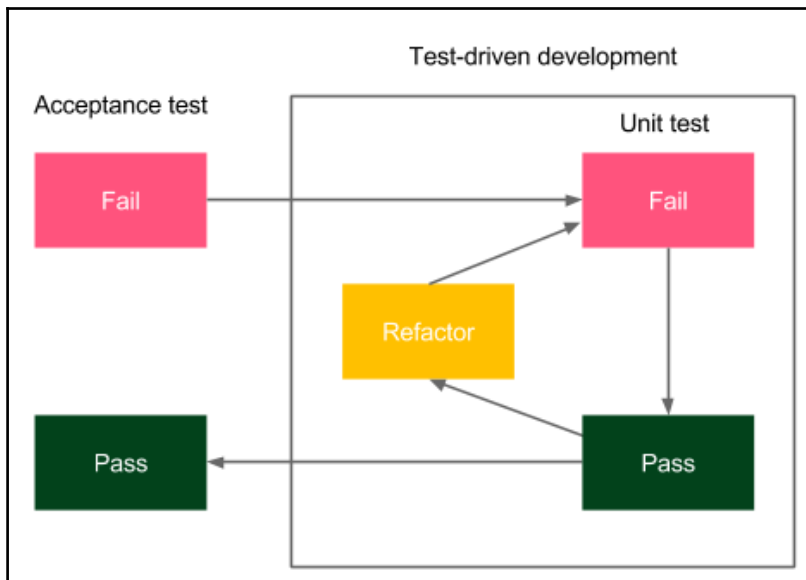 Test-driven development
Acceptance test
Unit test
Fail
Fail
Refactor
Pass
Pass